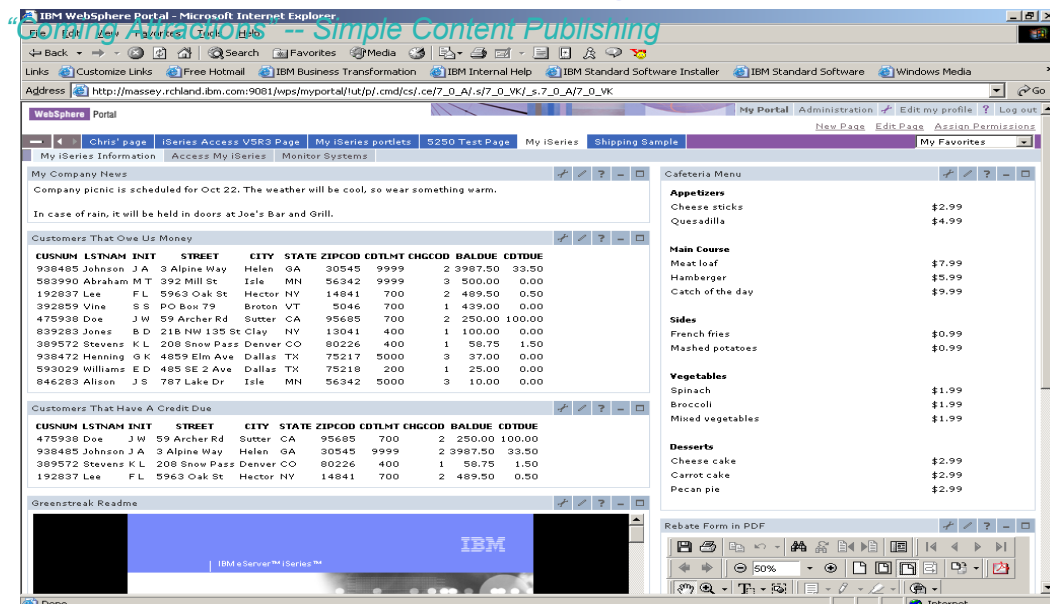 IBM WebSphere Portal - Microsoft Internet Explorer
"Coming Attractions" -- Simple Content Publishing
File Edit View Favorites Tools Help
Back Search Favorites Media
Links Customize Links Free Hotmail IBM Business Transformation IBM Internal Help IBM Standard Software Installer IBM Standard Software Windows Media
Address http://massey.rchland.ibm.com:9081/wps/myportal/!ut/p/.cmd/cs/.ce/7_0_A/.s/7_0_VK/_s.7_0_A/7_0_VK Go
WebSphere Portal My Portal Administration Edit my profile ? Log out
New Page Edit Page Assign Permissions
Chris' page iSeries Access V5R3 Page My iSeries portlets 5250 Test Page My iSeries Shipping Sample My Favorites
My iSeries Information Access My iSeries Monitor Systems
My Company News
Company picnic is scheduled for Oct 22. The weather will be cool, so wear something warm.
In case of rain, it will be held in doors at Joe's Bar and Grill.
Customers That Owe Us Money
CUSNUM LSTNAM INIT STREET CITY STATE ZIPCOD CDTLMT CHGCOD BALDUE CDTDUE
938485 Johnson J A 3 Alpine Way Helen GA 30545 9999 2 3987.50 33.50
583990 Abraham M T 392 Mill St Isle MN 56342 9999 3 500.00 0.00
192837 Lee F L 5963 Oak St Hector NY 14841 700 2 489.50 0.50
392859 Vine S S PO Box 79 Broton VT 5046 700 1 439.00 0.00
475938 Doe J W 59 Archer Rd Sutter CA 95685 700 2 250.00 100.00
839283 Jones B D 21B NW 135 St Clay NY 13041 400 1 100.00 0.00
389572 Stevens K L 208 Snow Pass Denver CO 80226 400 1 58.75 1.50
938472 Henning G K 4859 Elm Ave Dallas TX 75217 5000 3 37.00 0.00
593029 Williams E D 485 SE 2 Ave Dallas TX 75218 200 1 25.00 0.00
846283 Alison J S 787 Lake Dr Isle MN 56342 5000 3 10.00 0.00
Customers That Have A Credit Due
CUSNUM LSTNAM INIT STREET CITY STATE ZIPCOD CDTLMT CHGCOD BALDUE CDTDUE
475938 Doe J W 59 Archer Rd Sutter CA 95685 700 2 250.00 100.00
938485 Johnson J A 3 Alpine Way Helen GA 30545 9999 2 3987.50 33.50
389572 Stevens K L 208 Snow Pass Denver CO 80226 400 1 58.75 1.50
192837 Lee F L 5963 Oak St Hector NY 14841 700 2 489.50 0.50
Greenstreak Readme
IBM
IBM eServer™ iSeries™
Cafeteria Menu
Appetizers
Cheese sticks $2.99
Quesadilla $4.99
Main Course
Meat loaf $7.99
Hamberger $5.99
Catch of the day $9.99
Sides
French fries $0.99
Mashed potatoes $0.99
Vegetables
Spinach $1.99
Broccoli $1.99
Mixed vegetables $1.99
Desserts
Cheese cake $2.99
Carrot cake $2.99
Pecan pie $2.99
Rebate Form in PDF
50%
Done Internet